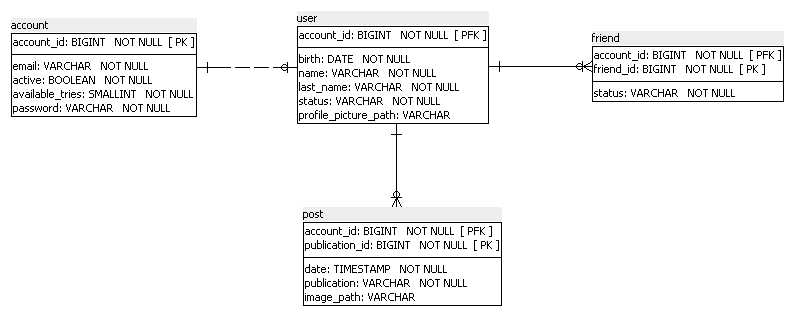 account
account_id: BIGINT NOT NULL [ PK ]
email: VARCHAR NOT NULL
active: BOOLEAN NOT NULL
available_tries: SMALLINT NOT NULL
password: VARCHAR NOT NULL
user
account_id: BIGINT NOT NULL [ PFK ]
birth: DATE NOT NULL
name: VARCHAR NOT NULL
last_name: VARCHAR NOT NULL
status: VARCHAR NOT NULL
profile_picture_path: VARCHAR
friend
account_id: BIGINT NOT NULL [ PFK ]
friend_id: BIGINT NOT NULL [ PK ]
status: VARCHAR NOT NULL
post
account_id: BIGINT NOT NULL [ PFK ]
publication_id: BIGINT NOT NULL [ PK ]
date: TIMESTAMP NOT NULL
publication: VARCHAR NOT NULL
image_path: VARCHAR